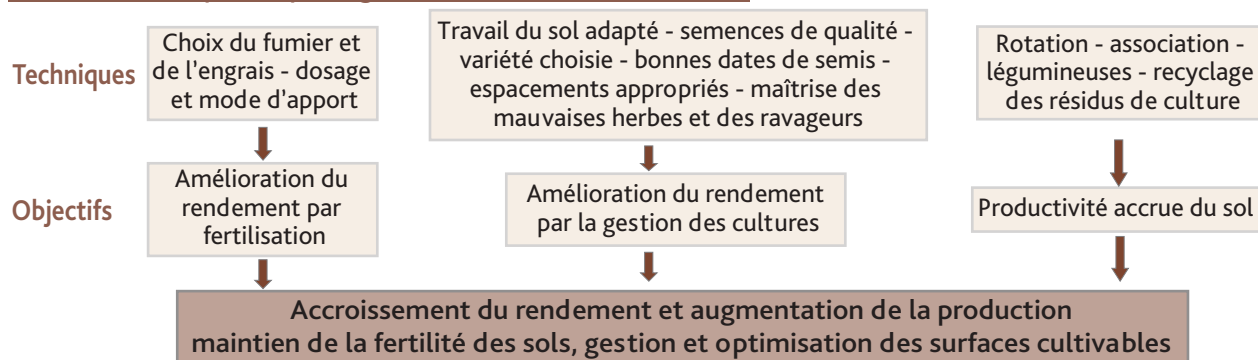 Techniques
Choix du fumier et
de l'engrais - dosage
et mode d'apport
Travail du sol adapté - semences de qualité -
variété choisie - bonnes dates de semis -
espacements appropriés - maîtrise des
mauvaises herbes et des ravageurs
Rotation - association -
légumineuses - recyclage
des résidus de culture
Objectifs
Amélioration du
rendement par
fertilisation
Amélioration du rendement
par la gestion des cultures
Productivité accrue du sol
Accroissement du rendement et augmentation de la production
maintien de la fertilité des sols, gestion et optimisation des surfaces cultivables